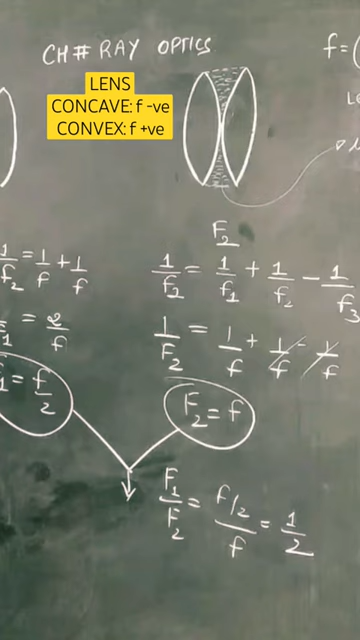 CH# RAY OPTICS
f=(
LENS
CONCAVE: f -ve
CONVEX: f +ve
Le
F₂
1/F₂ = 1/f + 1/f
1/F₂ = 1/f₁ + 1/f₂ − 1/f₃
= 2/f
1/F₂ = 1/f + 1/f − 1/f
= f/2
F₂ = f
F₁/F₂ = (f/2)/f = 1/2